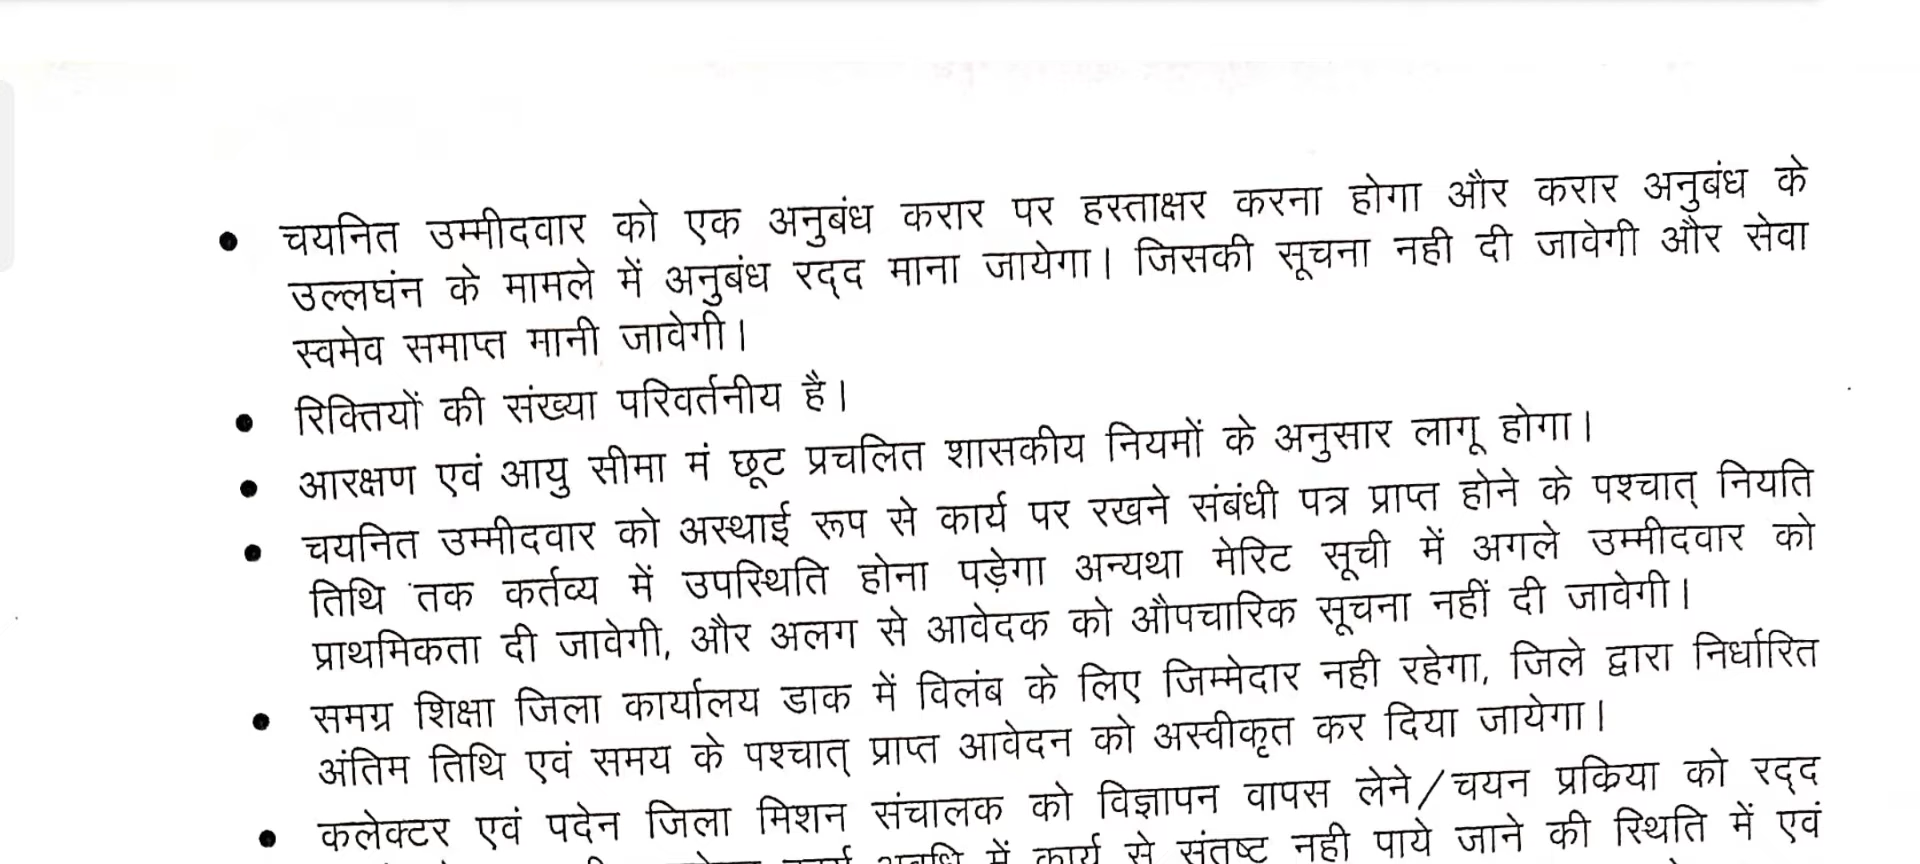 • चयनित उम्मीदवार को एक अनुबंध करार पर हस्ताक्षर करना होगा और करार अनुबंध के
उल्लघंन के मामले में अनुबंध रद्द माना जायेगा। जिसकी सूचना नही दी जावेगी और सेवा
स्वमेव समाप्त मानी जावेगी।
• रिक्तियों की संख्या परिवर्तनीय है।
• आरक्षण एवं आयु सीमा मं छूट प्रचलित शासकीय नियमों के अनुसार लागू होगा।
• चयनित उम्मीदवार को अस्थाई रूप से कार्य पर रखने संबंधी पत्र प्राप्त होने के पश्चात् नियति
तिथि तक कर्तव्य में उपस्थिति होना पड़ेगा अन्यथा मेरिट सूची में अगले उम्मीदवार को
प्राथमिकता दी जावेगी, और अलग से आवेदक को औपचारिक सूचना नहीं दी जावेगी।
• समग्र शिक्षा जिला कार्यालय डाक में विलंब के लिए जिम्मेदार नही रहेगा, जिले द्वारा निर्धारित
अंतिम तिथि एवं समय के पश्चात् प्राप्त आवेदन को अस्वीकृत कर दिया जायेगा।
• कलेक्टर एवं पदेन जिला मिशन संचालक को विज्ञापन वापस लेने/चयन प्रकिया को रद्द
कार्य अवधि में कार्य से संतुष्ट नही पाये जाने की स्थिति में एवं